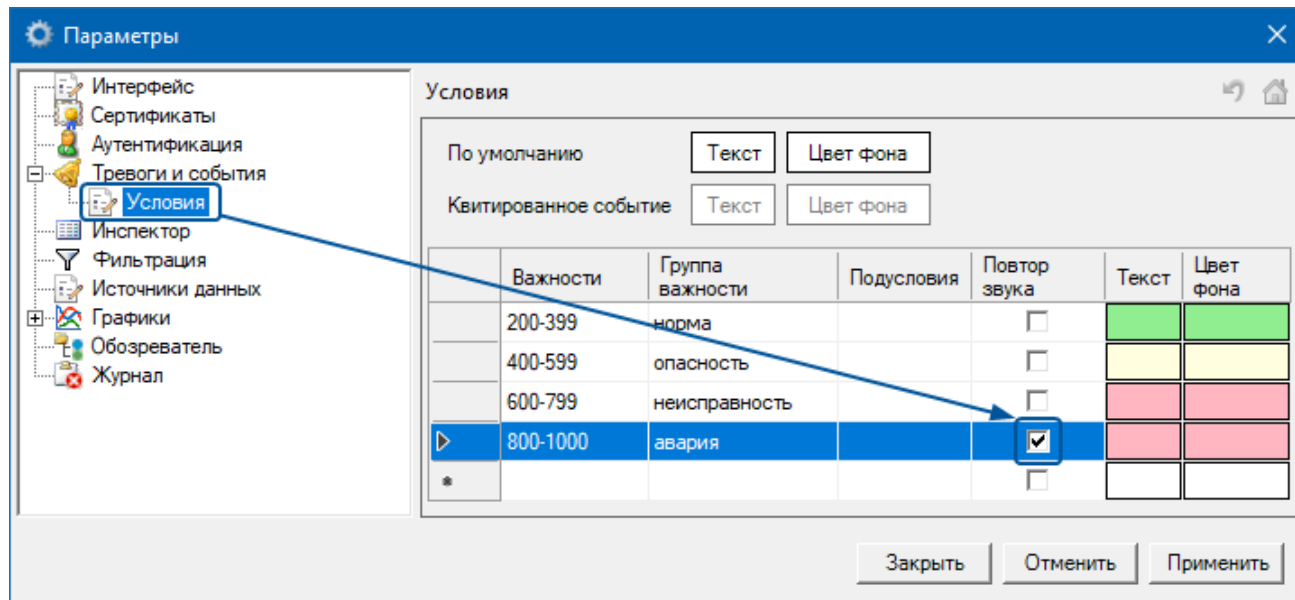 Параметры
Интерфейс
Сертификаты
Аутентификация
Тревоги и события
Условия
Инспектор
Фильтрация
Источники данных
Графики
Обозреватель
Журнал
Условия
По умолчанию Текст Цвет фона
Квитированное событие Текст Цвет фона
Важности Группа важности Подусловия Повтор звука Текст Цвет фона
200-399 норма
400-599 опасность
600-799 неисправность
800-1000 авария
Закрыть Отменить Применить